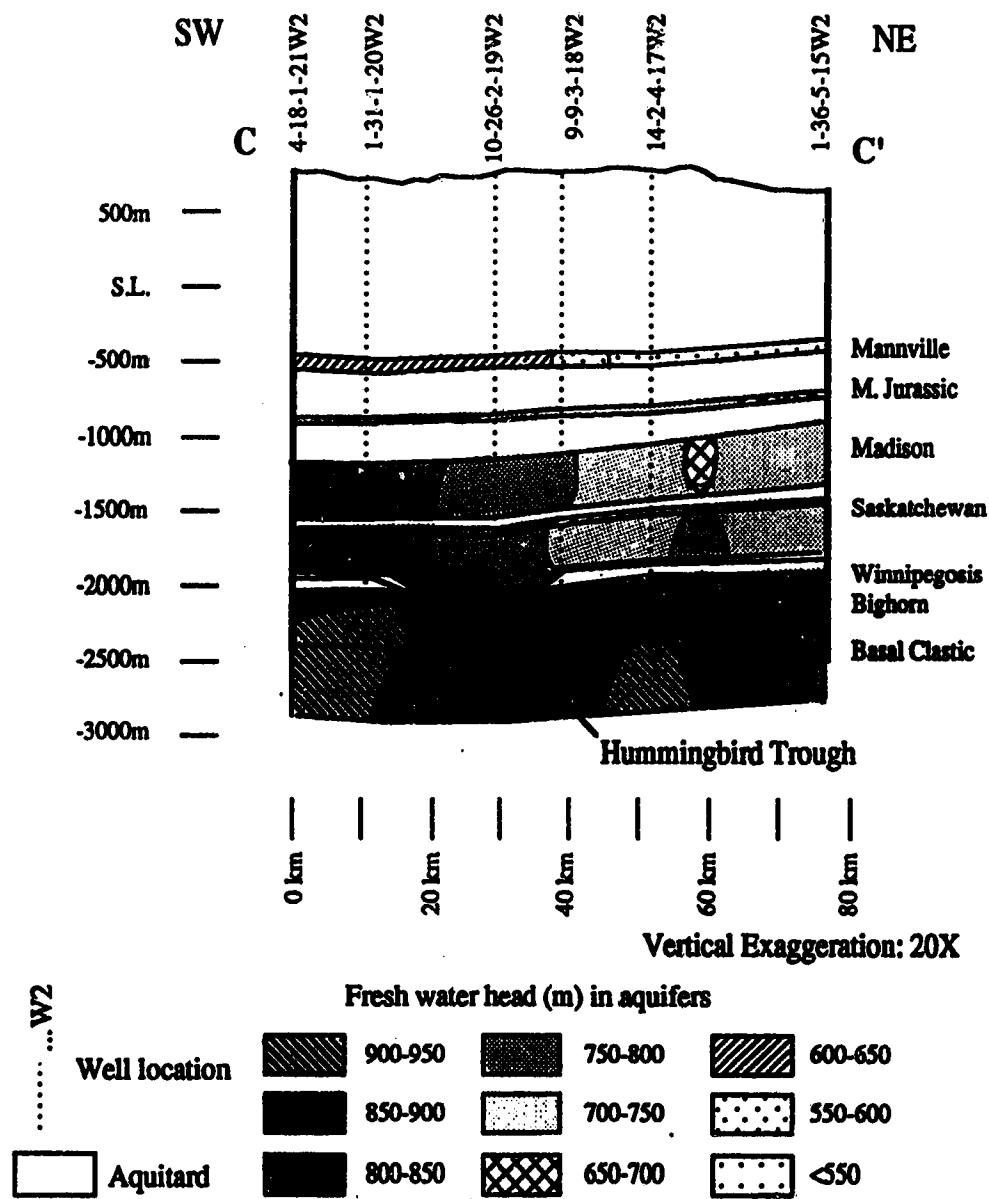 SW
NE
4-18-1-21W2
1-31-1-20W2
10-26-2-19W2
9-9-3-18W2
14-2-4-17W2
1-36-5-15W2
C
C'
500m
S.L.
-500m
-1000m
-1500m
-2000m
-2500m
-3000m
Mannville
M. Jurassic
Madison
Saskatchewan
Winnipegosis
Bighorn
Basal Clastic
Hummingbird Trough
0 km
20 km
40 km
60 km
80 km
Vertical Exaggeration: 20X
Fresh water head (m) in aquifers
...W2
Well location
Aquitard
900-950
850-900
800-850
750-800
700-750
650-700
600-650
550-600
<550